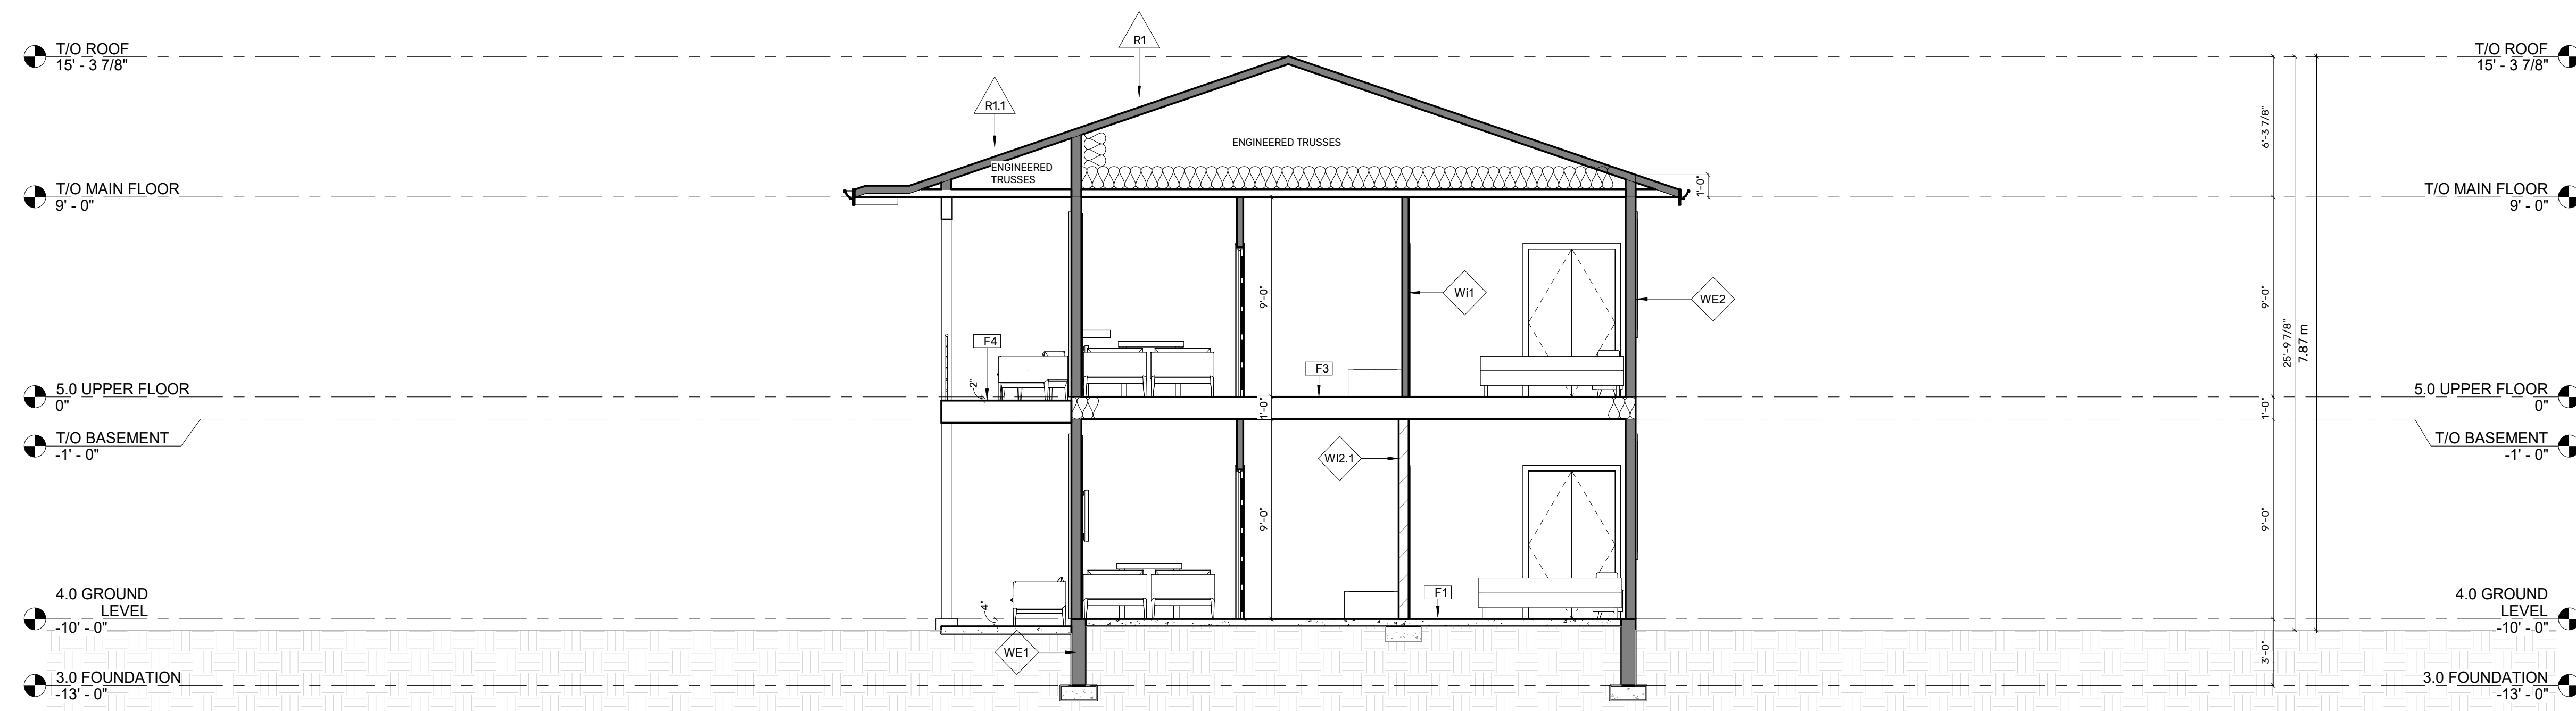 R1
T/O ROOF
15' - 3 7/8"
T/O ROOF
15' - 3 7/8"
R1.1
6'-3 7/8"
ENGINEERED TRUSSES
ENGINEERED
TRUSSES
1'-0"
T/O MAIN FLOOR
9' - 0"
T/O MAIN FLOOR
9' - 0"
9'-0"
Wi1
WE2
9'-0"
25'-9 7/8"
7.87 m
F4
F3
2"
5.0 UPPER FLOOR
0"
5.0 UPPER FLOOR
0"
1'-0"
1'-0"
T/O BASEMENT
-1' - 0"
T/O BASEMENT
-1' - 0"
WI2.1
9'-0"
9'-0"
F1
4"
4.0 GROUND
LEVEL
-10' - 0"
4.0 GROUND
LEVEL
-10' - 0"
WE1
3'-0"
3.0 FOUNDATION
-13' - 0"
3.0 FOUNDATION
-13' - 0"